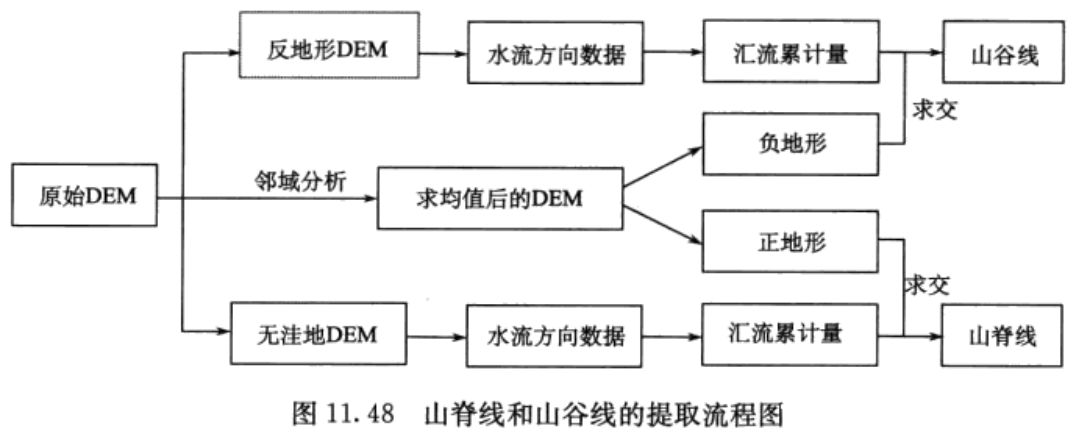 反地形DEM
水流方向数据
汇流累计量
山谷线
求交
负地形
邻域分析
原始DEM
求均值后的DEM
正地形
求交
无洼地DEM
水流方向数据
汇流累计量
山脊线
图 11.48 山脊线和山谷线的提取流程图